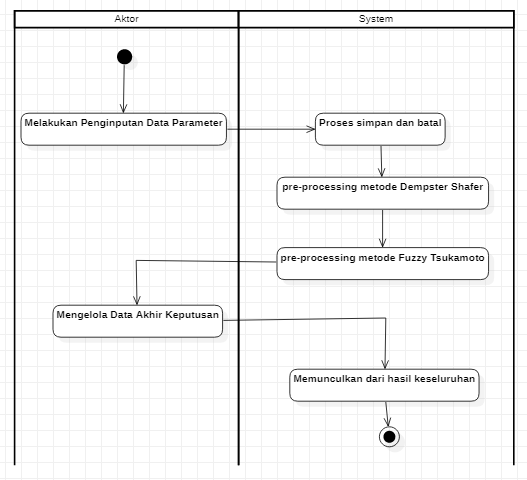 Aktor
System
Melakukan Penginputan Data Parameter
Proses simpan dan batal
pre-processing metode Dempster Shafer
pre-processing metode Fuzzy Tsukamoto
Mengelola Data Akhir Keputusan
Memunculkan dari hasil keseluruhan